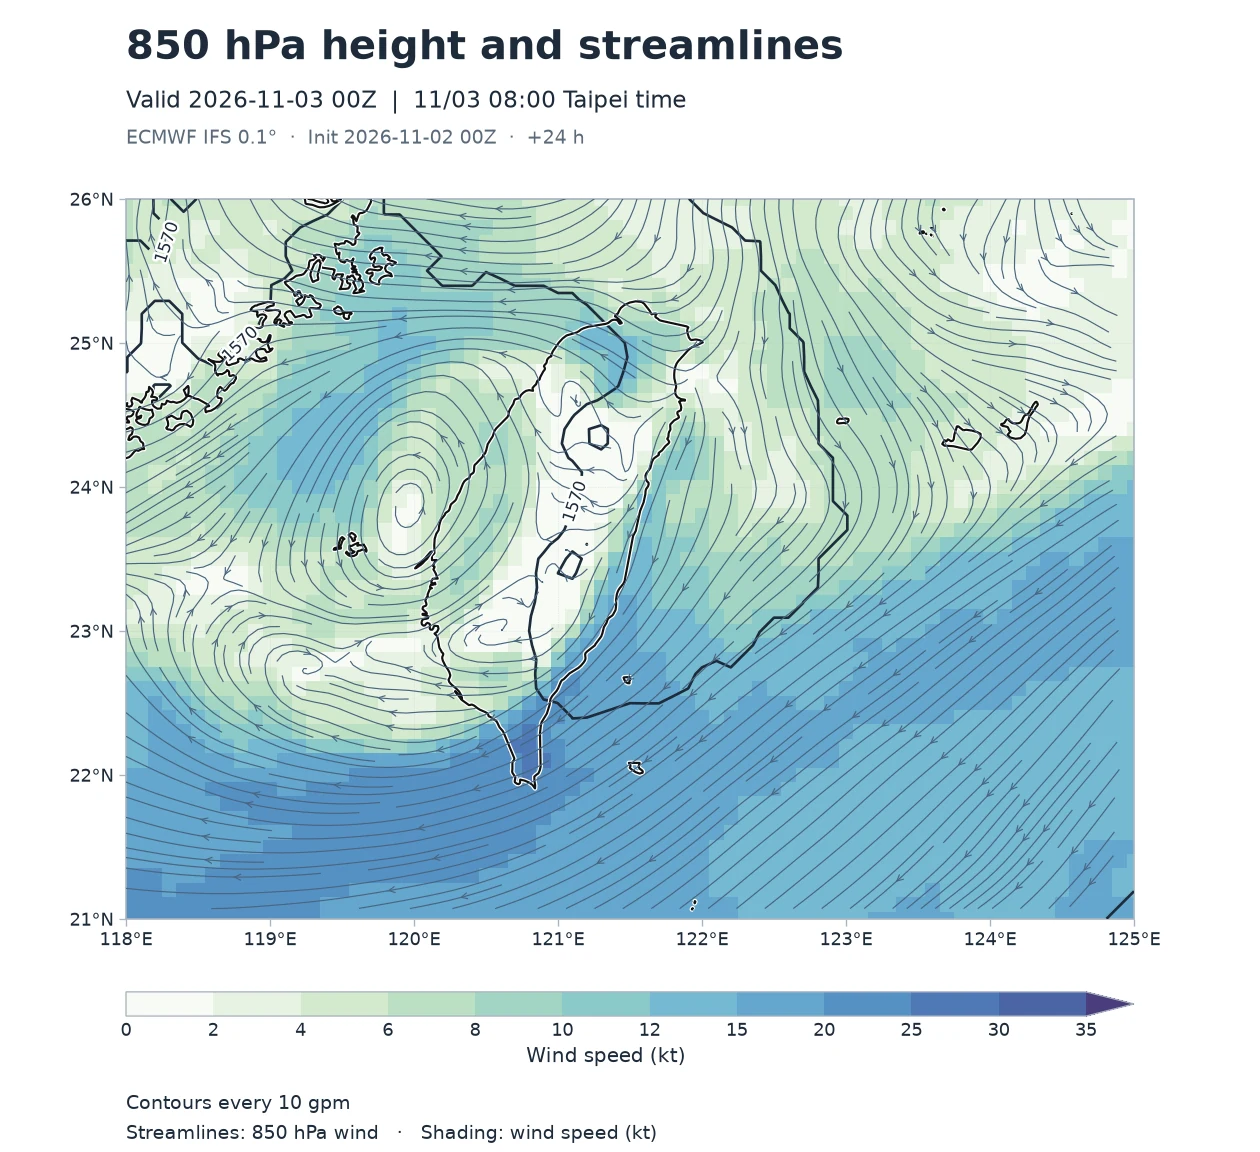 850 hPa height and streamlines
Valid 2026-11-03 00Z | 11/03 08:00 Taipei time
ECMWF IFS 0.1° · Init 2026-11-02 00Z · +24 h
26°N
1570
25°N
1570
24°N
1570
23°N
22°N
21°N
118°E 119°E 120°E 121°E 122°E 123°E 124°E 125°E
0 2 4 6 8 10 12 15 20 25 30 35
Wind speed (kt)
Contours every 10 gpm
Streamlines: 850 hPa wind · Shading: wind speed (kt)